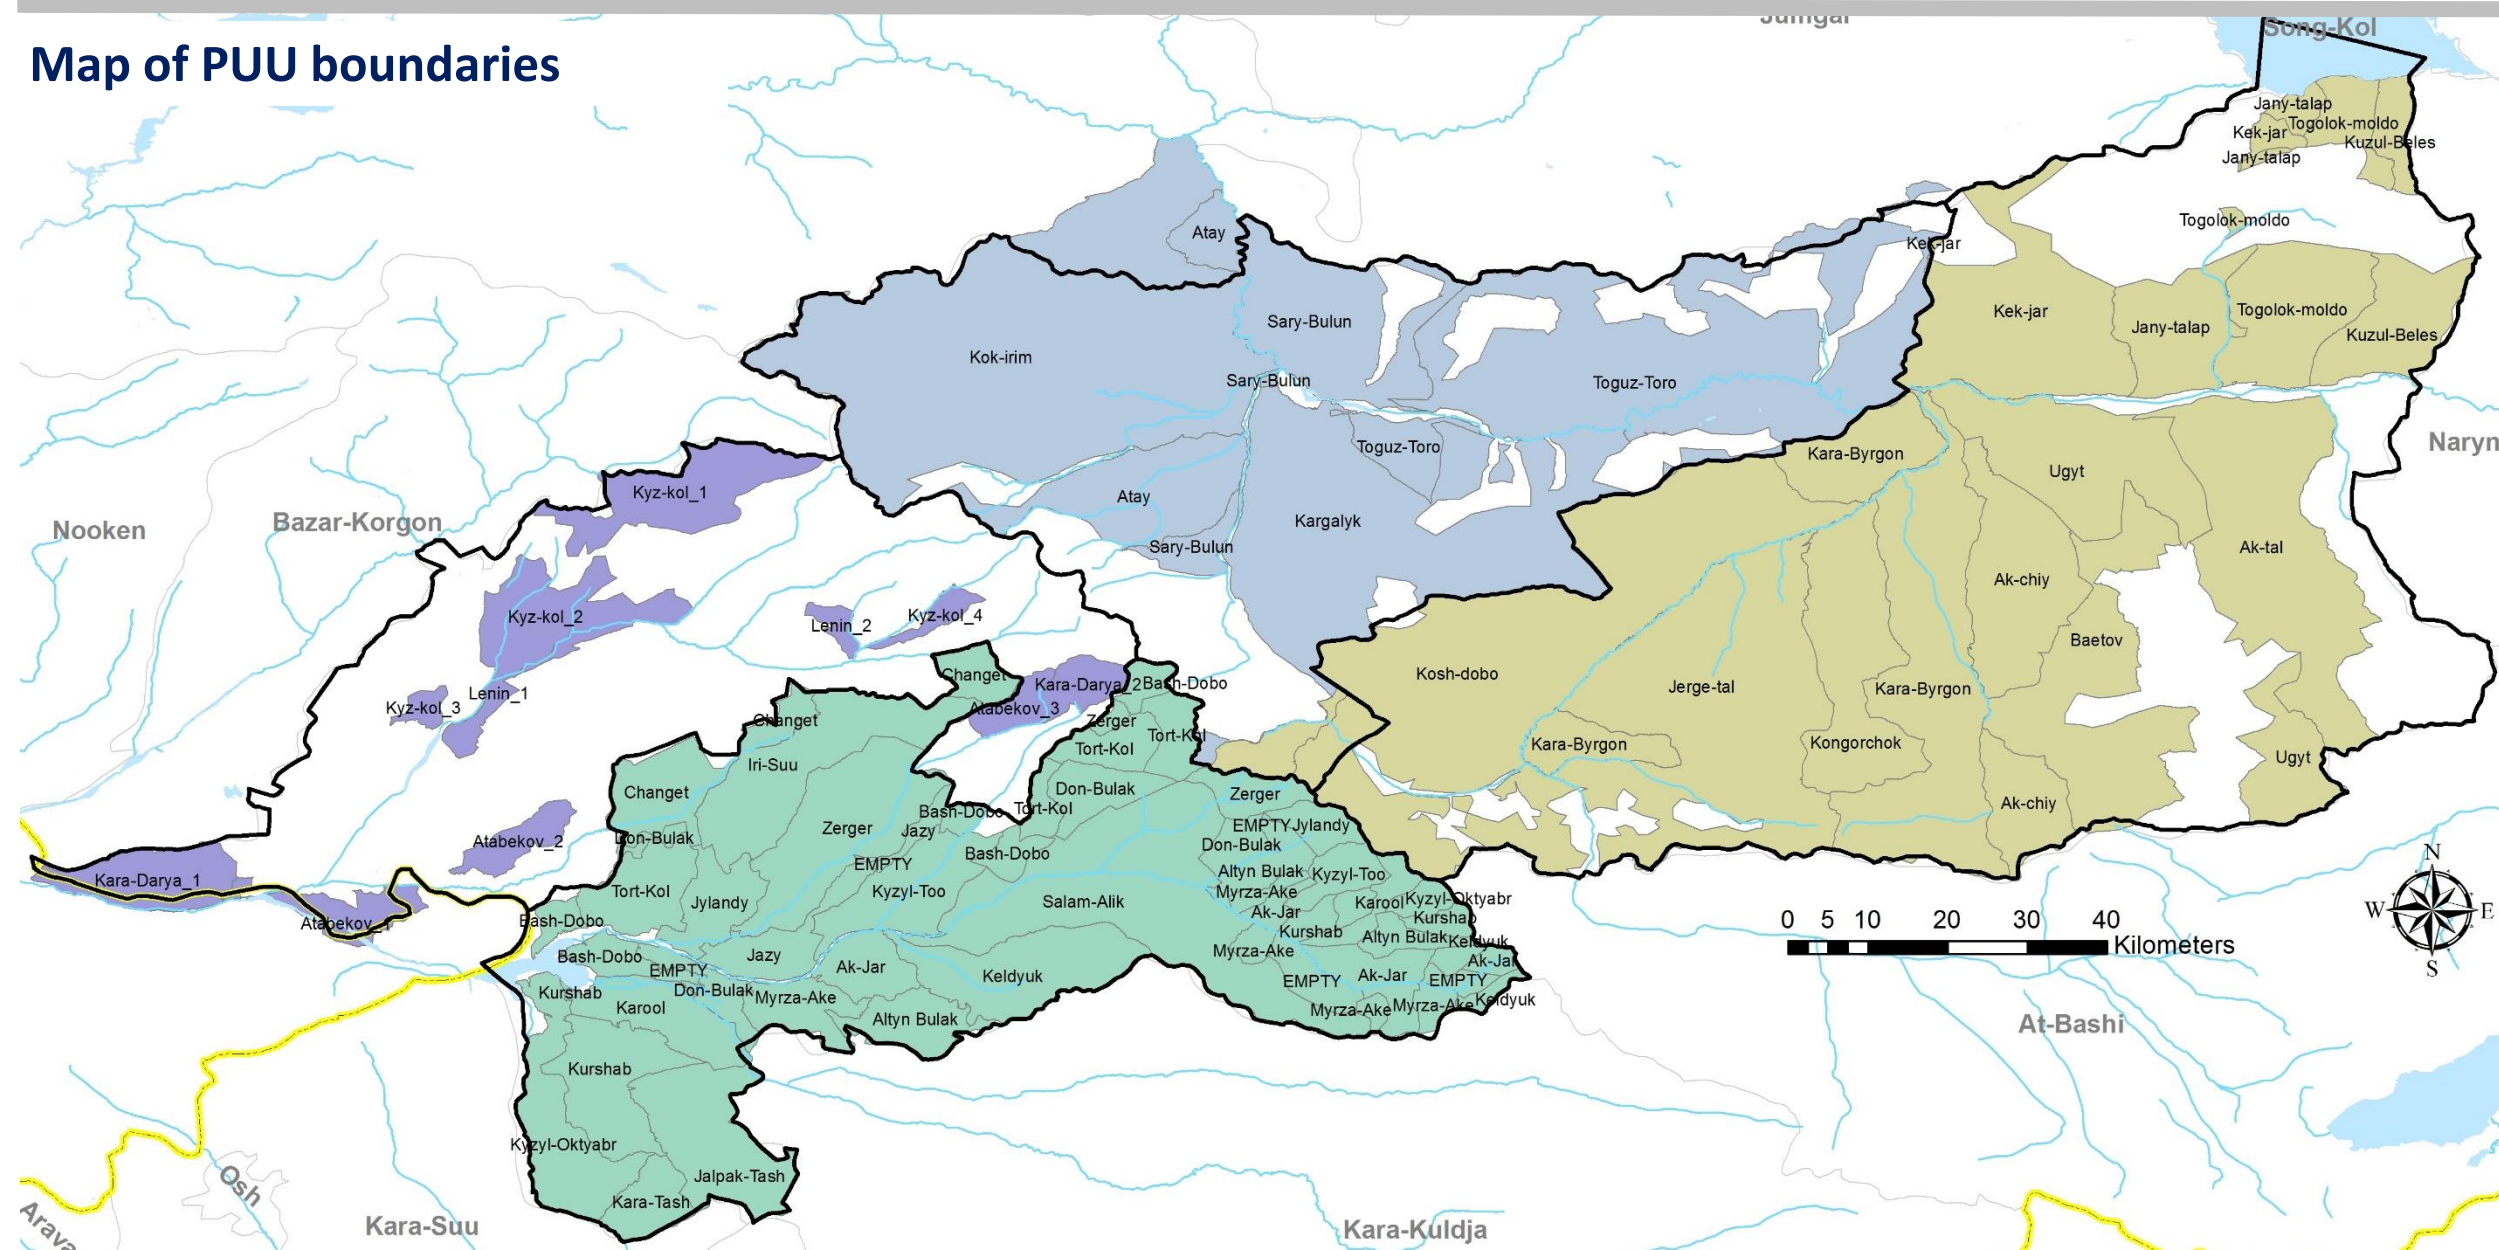 Jumgal
Song-Kol
Map of PUU boundaries
Jany-talap
Togolok-moldo
Kek-jar
Kuzul-Beles
Jany-talap
Togolok-moldo
Atay
Kek-jar
Kek-jar
Togolok-moldo
Sary-Bulun
Jany-talap
Kuzul-Beles
Kok-irim
Sary-Bulun
Toguz-Toro
Naryn
Toguz-Toro
Kara-Byrgon
Ugyt
Kyz-kol_1
Atay
Nooken
Bazar-Korgon
Kargalyk
Sary-Bulun
Ak-tal
Ak-chiy
Kyz-kol_2
Lenin_2
Kyz-kol_4
Baetov
Changet
Kara-Darya_2
Bash-Dobo
Kosh-dobo
Jerge-tal
Kara-Byrgon
Kyz-kol_3
Lenin_1
Atabekov_3
Changet
Zerger
Tort-Kol
Tort-Kol
Kara-Byrgon
Kongorchok
Ugyt
Iri-Suu
Changet
Don-Bulak
Zerger
Ak-chiy
Bash-Dobo
Tort-Kol
Zerger
Jazy
EMPTY
Jylandy
Atabekov_2
Don-Bulak
Don-Bulak
Bash-Dobo
EMPTY
Altyn Bulak
Kyzyl-Too
Kara-Darya_1
Tort-Kol
Kyzyl-Too
Myrza-Ake
Jylandy
Salam-Alik
Karool
Kyzyl-Oktyabr
Ak-Jar
Kurshab
Atabekov_1
Bash-Dobo
Kurshab
Altyn Bulak
Keldyuk
Myrza-Ake
Bash-Dobo
Jazy
Ak-Jar
EMPTY
Ak-Jar
Keldyuk
EMPTY
Ak-Jar
EMPTY
Kurshab
Don-Bulak
Myrza-Ake
Karool
Myrza-Ake
Myrza-Ake
Keldyuk
Altyn Bulak
Kurshab
Kyzyl-Oktyabr
Jalpak-Tash
Kara-Tash
Osh
Kara-Suu
Kara-Kuldja
At-Bashi
0 5 10 20 30 40
Kilometers
N
W E
S